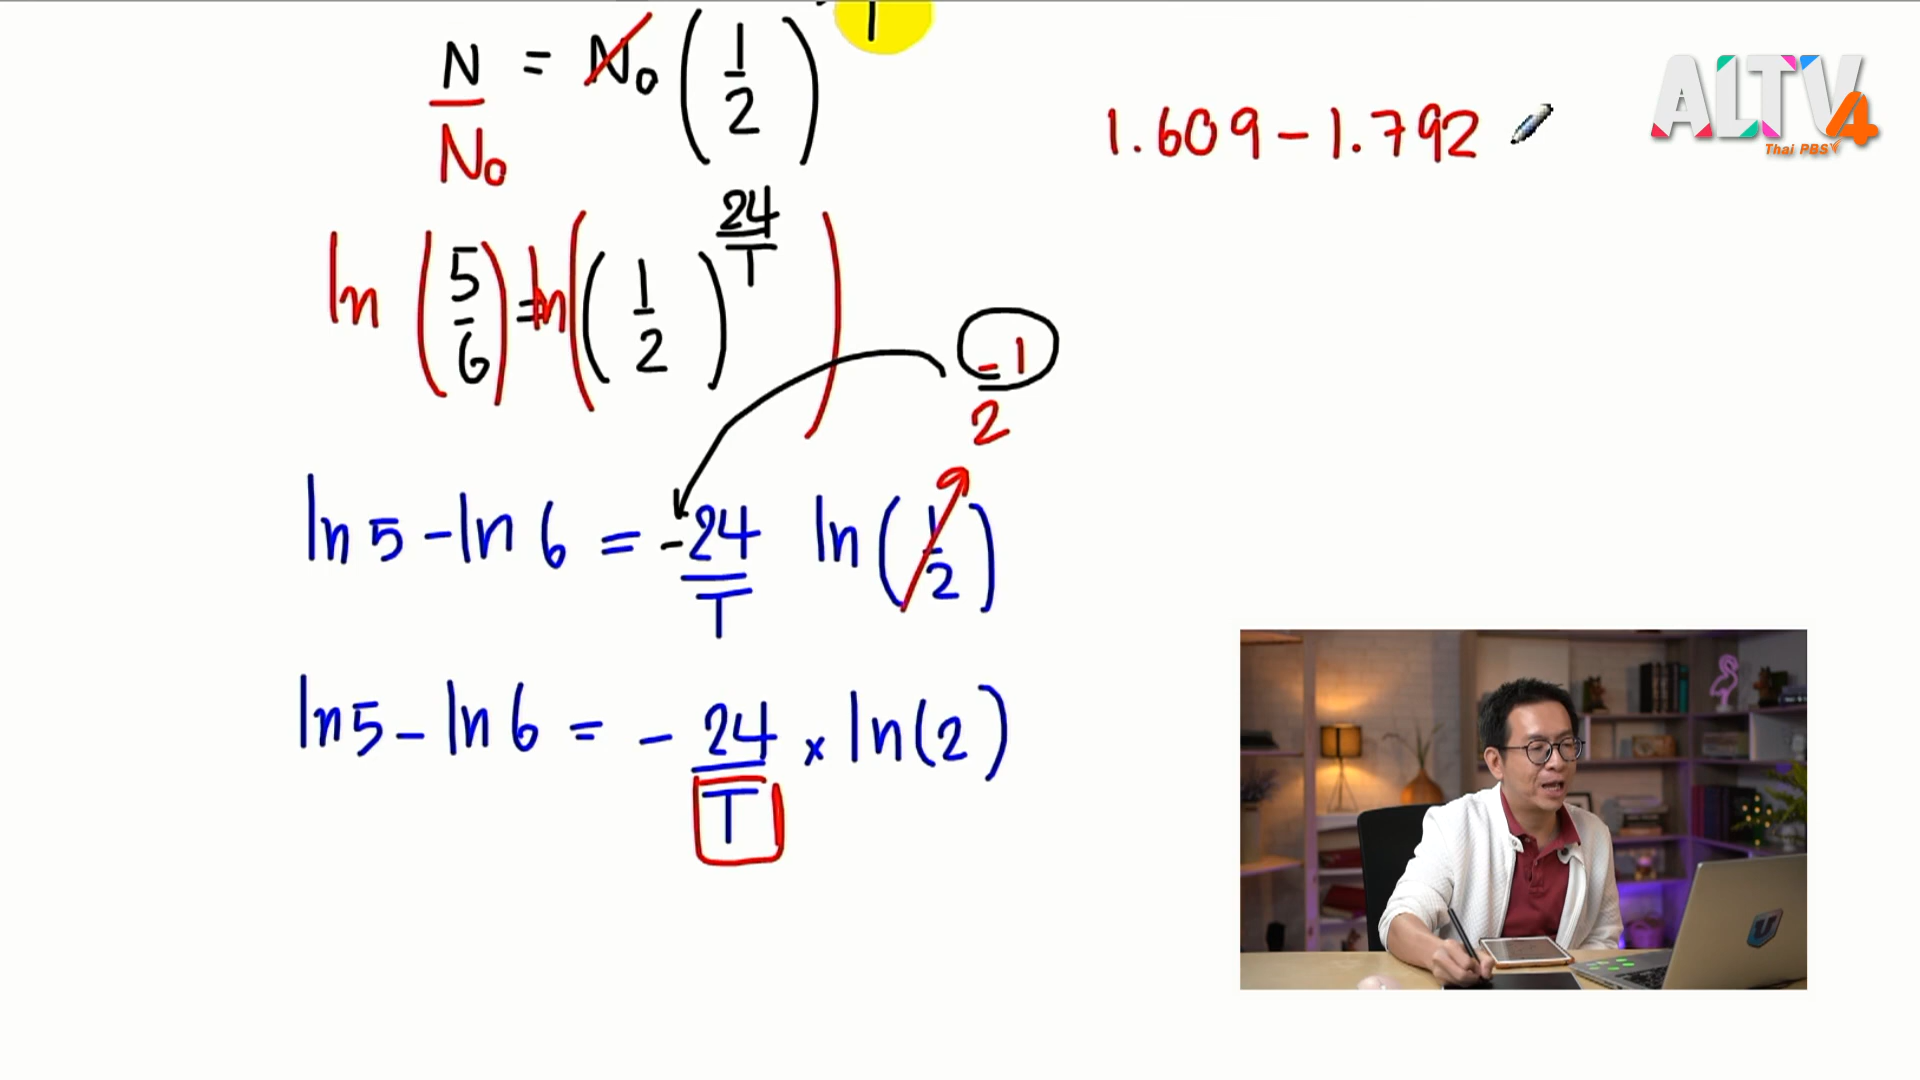 N/N₀ = N₀ (1/2)
1.609 - 1.792
ALTV 4
Thai PBS
ln (5/6) = ln ((1/2)^(24/T))
-1
2
ln 5 - ln 6 = - 24/T ln (1/2)
ln 5 - ln 6 = - 24/T × ln(2)